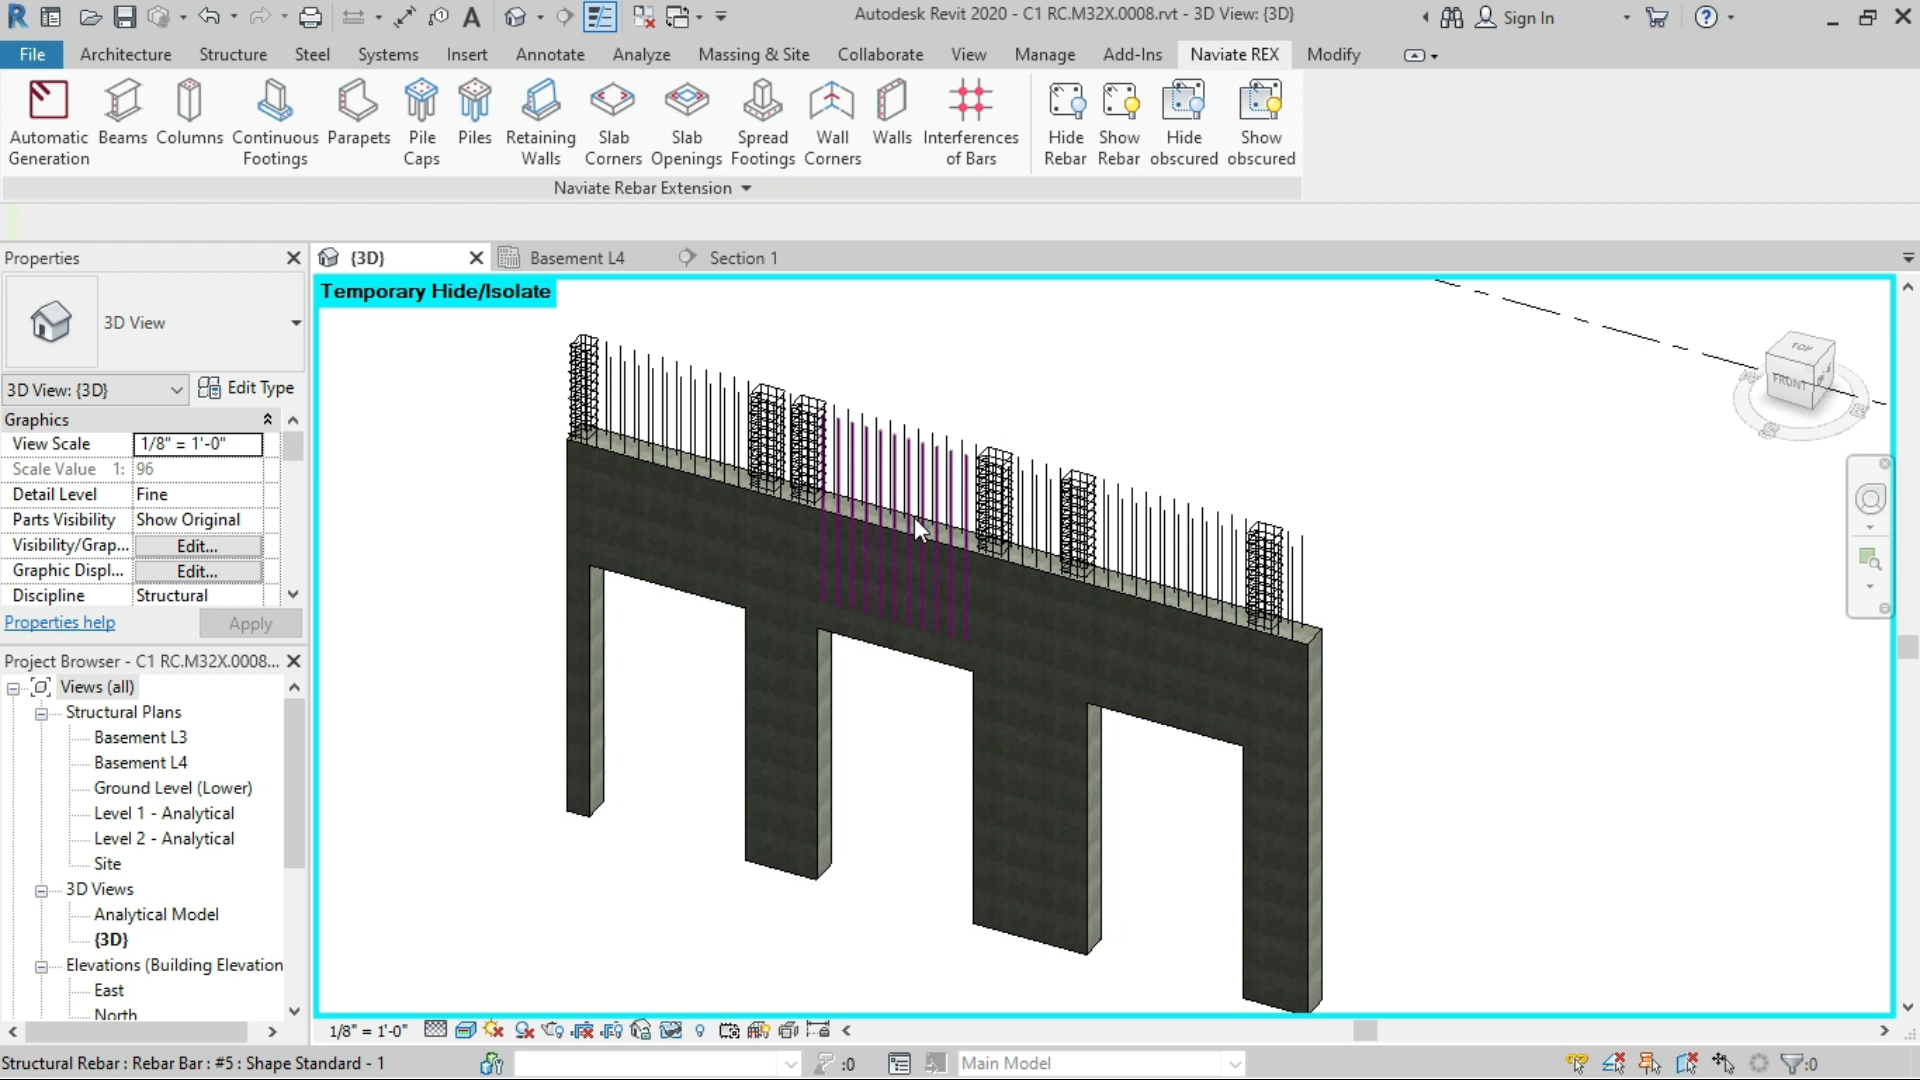 Autodesk Revit 2020 - C1 RC.M32X.0008.rvt - 3D View: {3D}
Sign In
File Architecture Structure Steel Systems Insert Annotate Analyze Massing & Site Collaborate View Manage Add-Ins Naviate REX Modify
Automatic Generation
Beams
Columns
Continuous Footings
Parapets
Pile Caps
Piles
Retaining Walls
Slab Corners
Slab Openings
Spread Footings
Wall Corners
Walls
Interferences of Bars
Hide Rebar
Show Rebar
Hide obscured
Show obscured
Naviate Rebar Extension
Properties
{3D}
Basement L4
Section 1
Temporary Hide/Isolate
3D View
3D View: {3D}
Edit Type
Graphics
View Scale 1/8" = 1'-0"
Scale Value 1: 96
Detail Level Fine
Parts Visibility Show Original
Visibility/Grap... Edit...
Graphic Displ... Edit...
Discipline Structural
Properties help Apply
TOP
FRONT
Project Browser - C1 RC.M32X.0008...
Views (all)
Structural Plans
Basement L3
Basement L4
Ground Level (Lower)
Level 1 - Analytical
Level 2 - Analytical
Site
3D Views
Analytical Model
{3D}
Elevations (Building Elevation
East
North
1/8" = 1'-0"
Structural Rebar : Rebar Bar : #5 : Shape Standard - 1
:0
Main Model
:0